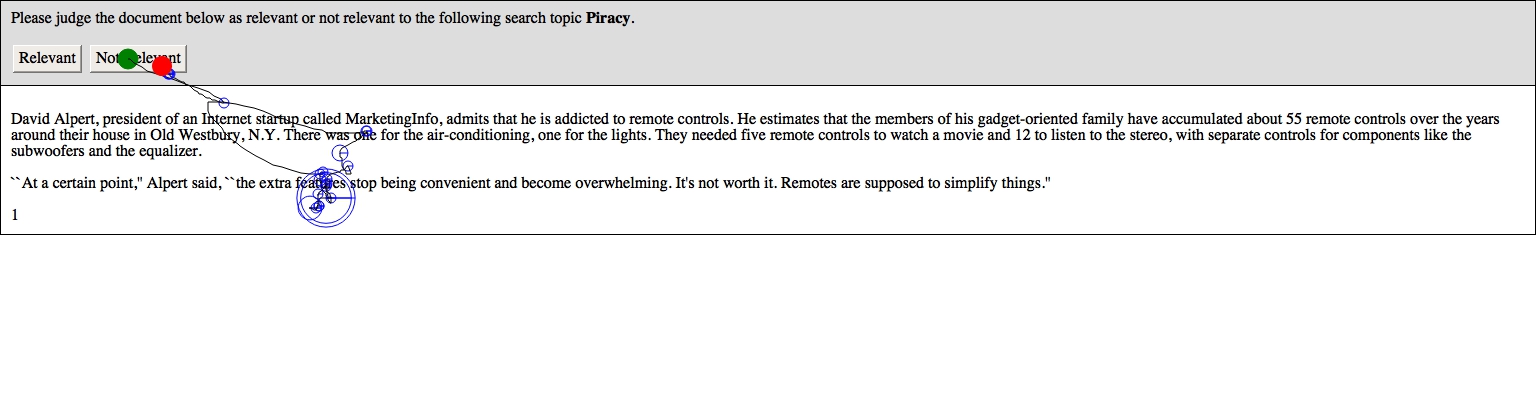 Please judge the document below as relevant or not relevant to the following search topic Piracy.
Relevant Not Relevant
David Alpert, president of an Internet startup called MarketingInfo, admits that he is addicted to remote controls. He estimates that the members of his gadget-oriented family have accumulated about 55 remote controls over the years
around their house in Old Westbury, N.Y. There was one for the air-conditioning, one for the lights. They needed five remote controls to watch a movie and 12 to listen to the stereo, with separate controls for components like the
subwoofers and the equalizer.
``At a certain point,'' Alpert said, ``the extra features stop being convenient and become overwhelming. It's not worth it. Remotes are supposed to simplify things.''
1